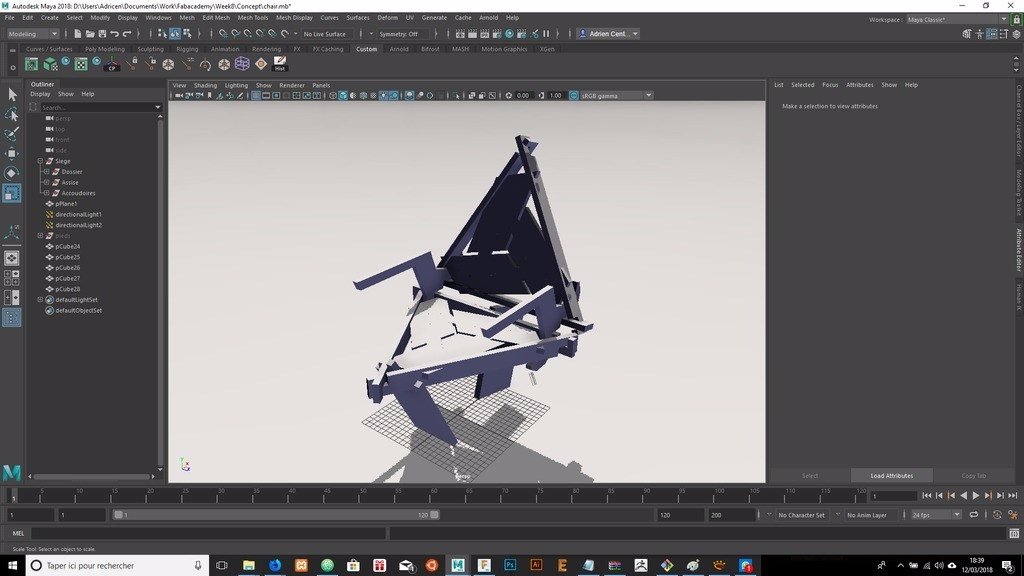 Autodesk Maya 2018: D:\Users\Adricen\Documents\Work\Fabacademy\Week8\Concept\chair.mb*
File Edit Create Select Modify Display Windows Mesh Edit Mesh Mesh Tools Mesh Display Curves Surfaces Deform UV Generate Cache Arnold Help
Workspace : Maya Classic*
Modeling No Live Surface Symmetry: Off Adrien Cent...
Curves / Surfaces Poly Modeling Sculpting Rigging Animation Rendering FX FX Caching Custom Arnold Bifrost MASH Motion Graphics XGen
CP Hist
Outliner
Display Show Help
Search...
persp
top
front
side
Siege
Dossier
Assise
Accoudoires
pPlane1
directionalLight1
directionalLight2
pieds
pCube24
pCube25
pCube26
pCube27
pCube28
defaultLightSet
defaultObjectSet
View Shading Lighting Show Renderer Panels
0.00 1.00 sRGB gamma
persp
List Selected Focus Attributes Show Help
Make a selection to view attributes
Select Load Attributes Copy Tab
Channel Box / Layer Editor
Modeling Toolkit
Attribute Editor
Human IK
1 5 10 15 20 25 30 35 40 45 50 55 60 65 70 75 80 85 90 95 100 105 110 115 120 1
1 1 1 120 120 200 No Character Set No Anim Layer 24 fps
MEL
Scale Tool: Select an object to scale.
Taper ici pour rechercher
18:39
12/03/2018